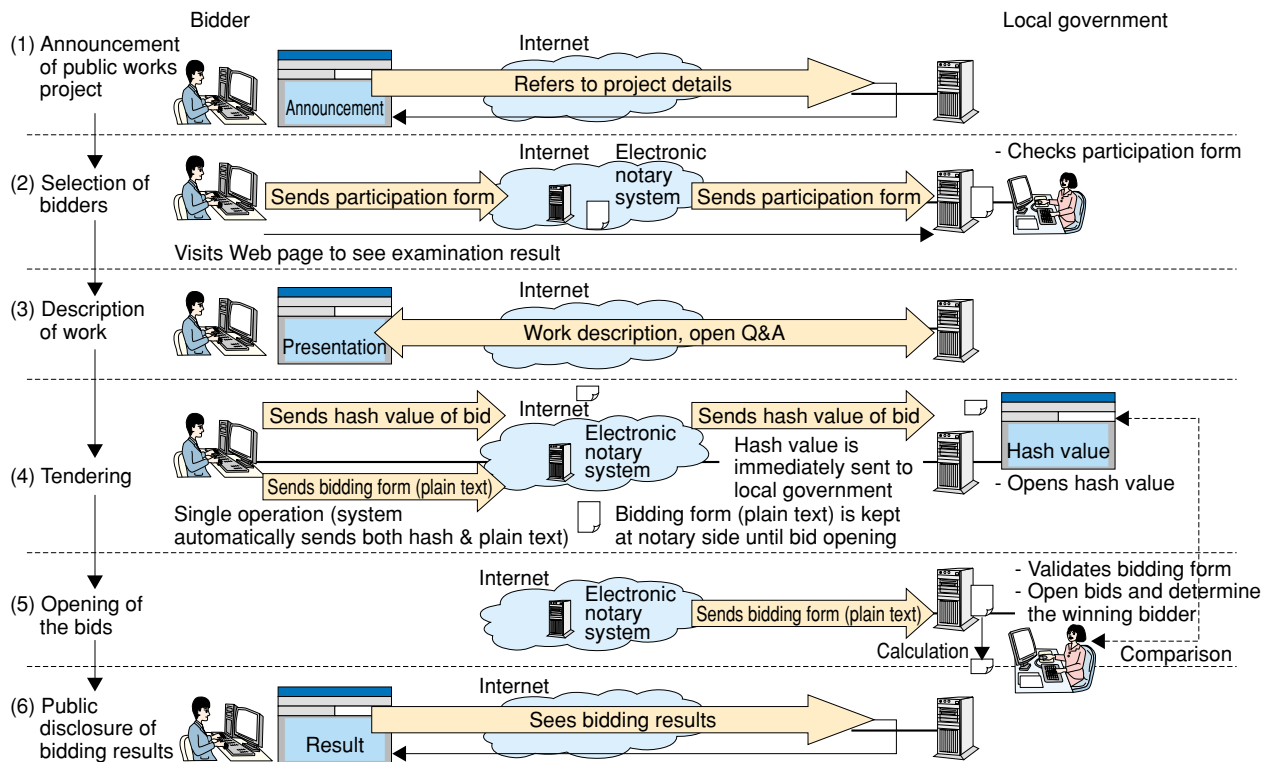 Bidder
Local government
(1) Announcement
of public works
project
Internet
Announcement
Refers to project details
(2) Selection of
bidders
Internet
Electronic
notary
system
Sends participation form
Sends participation form
- Checks participation form
Visits Web page to see examination result
(3) Description
of work
Internet
Presentation
Work description, open Q&A
(4) Tendering
Sends hash value of bid
Internet
Sends hash value of bid
Electronic
notary
system
Hash value is
immediately sent to
local government
Hash value
- Opens hash value
Sends bidding form (plain text)
Single operation (system
automatically sends both hash & plain text)
Bidding form (plain text) is kept
at notary side until bid opening
(5) Opening of
the bids
Internet
Electronic
notary
system
Sends bidding form (plain text)
- Validates bidding form
- Open bids and determine
the winning bidder
Calculation
Comparison
(6) Public
disclosure of
bidding results
Internet
Result
Sees bidding results